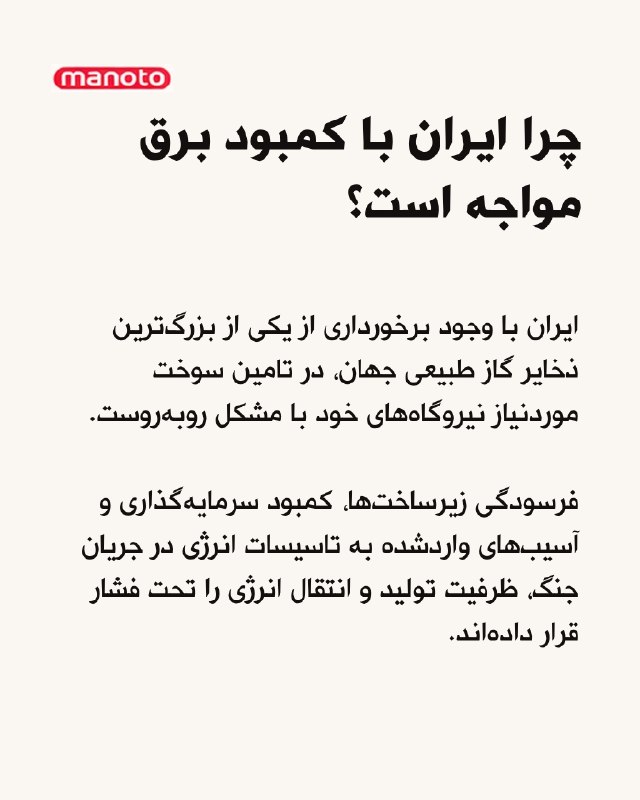 manoto
چرا ایران با کمبود برق
مواجه است؟
ایران با وجود برخورداری از یکی از بزرگ‌ترین
ذخایر گاز طبیعی جهان، در تامین سوخت
موردنیاز نیروگاه‌های خود با مشکل روبه‌روست.
فرسودگی زیرساخت‌ها، کمبود سرمایه‌گذاری و
آسیب‌های واردشده به تاسیسات انرژی در جریان
جنگ، ظرفیت تولید و انتقال انرژی را تحت فشار
قرار داده‌اند.